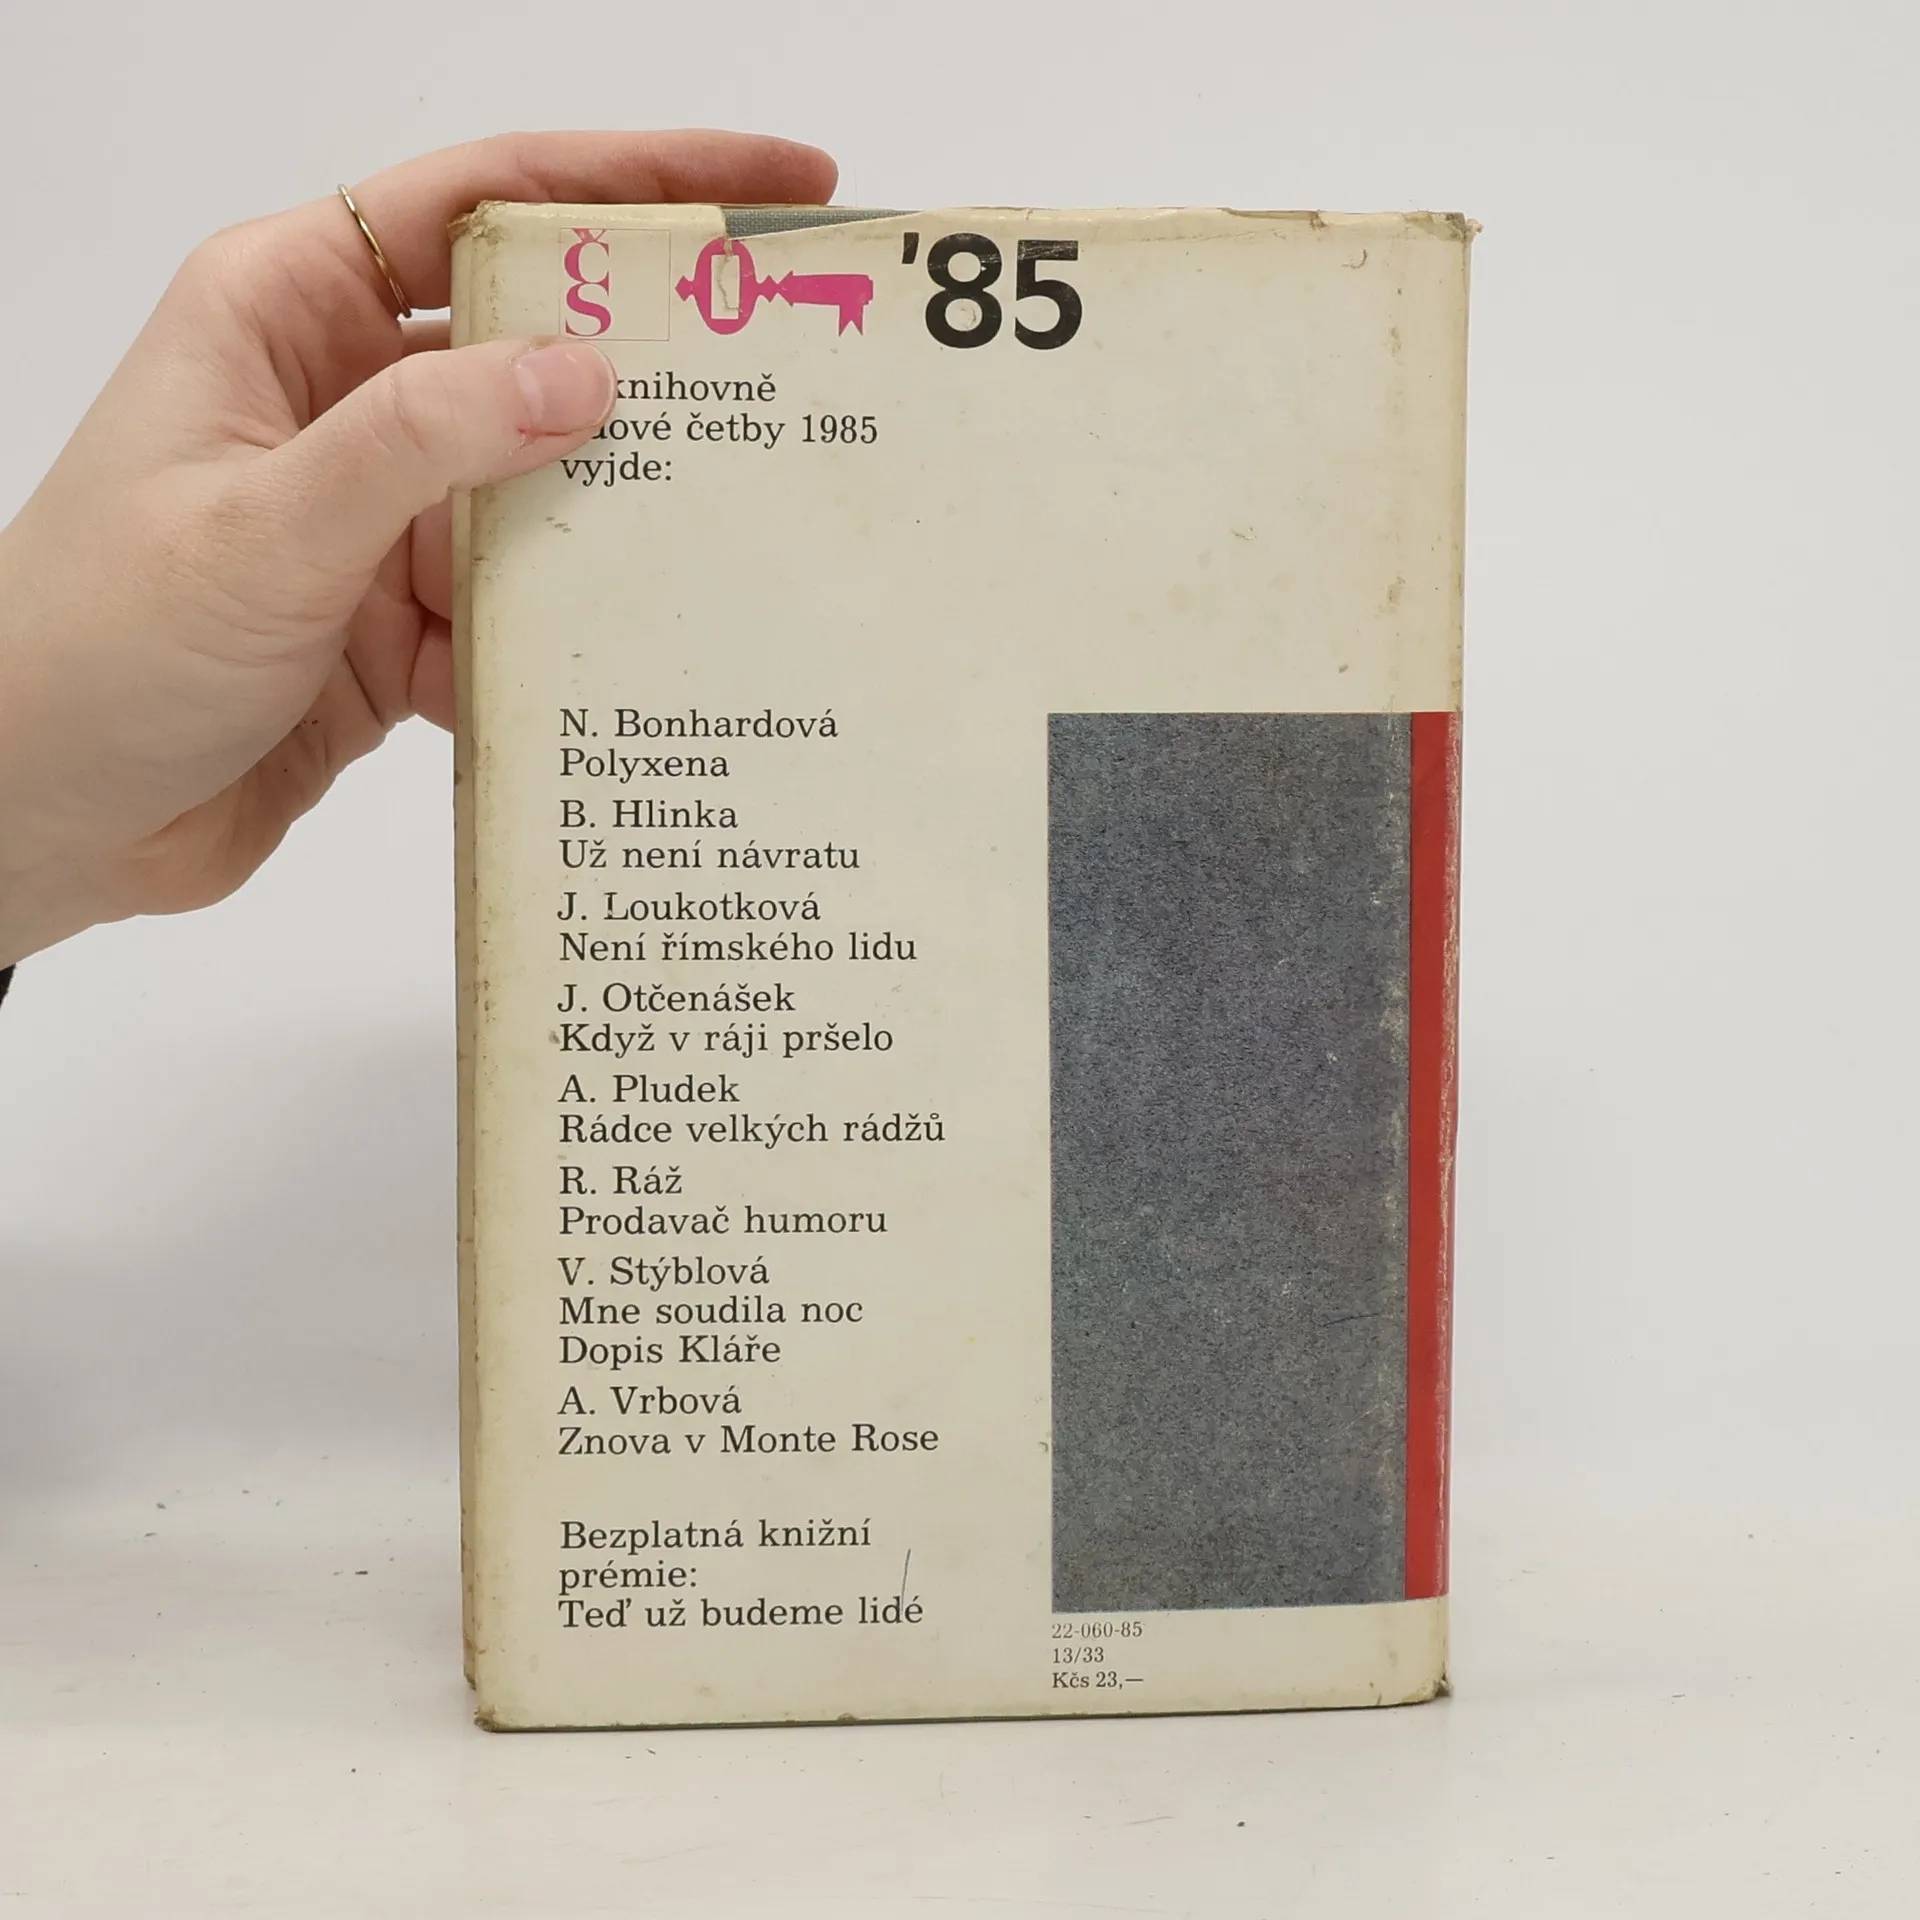 Č
S
'85
knihovně
četby 1985
vyjde:
N. Bonhardová
Polyxena
B. Hlinka
Už není návratu
J. Loukotková
Není římského lidu
J. Otčenášek
Když v ráji pršelo
A. Pludek
Rádce velkých rádžů
R. Ráž
Prodavač humoru
V. Stýblová
Mne soudila noc
Dopis Kláře
A. Vrbová
Znova v Monte Rose
Bezplatná knižní
prémie:
Teď už budeme lidé
22-060-85
13/33
Kčs 23,—